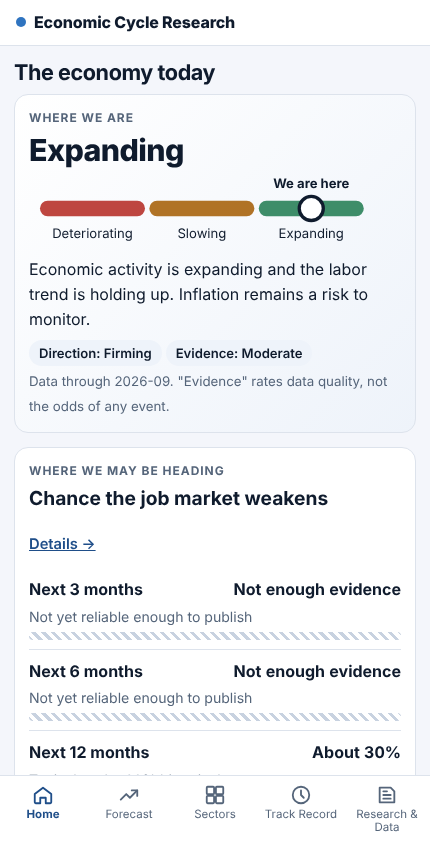 Economic Cycle Research
The economy today
WHERE WE ARE
Expanding
We are here
Deteriorating
Slowing
Expanding
Economic activity is expanding and the labor
trend is holding up. Inflation remains a risk to
monitor.
Direction: Firming
Evidence: Moderate
Data through 2026-09. "Evidence" rates data quality, not
the odds of any event.
WHERE WE MAY BE HEADING
Chance the job market weakens
Details →
Next 3 months Not enough evidence
Not yet reliable enough to publish
Next 6 months Not enough evidence
Not yet reliable enough to publish
Next 12 months About 30%
Home
Forecast
Sectors
Track Record
Research &
Data